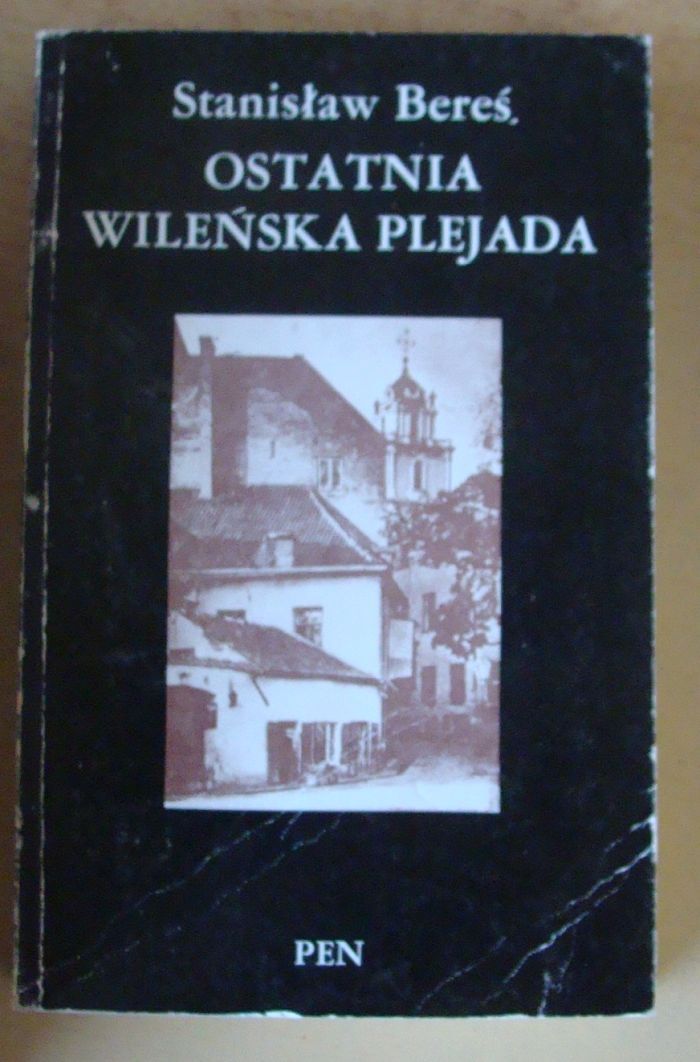 Stanisław Bereś
OSTATNIA
WILEŃSKA PLEJADA
PEN